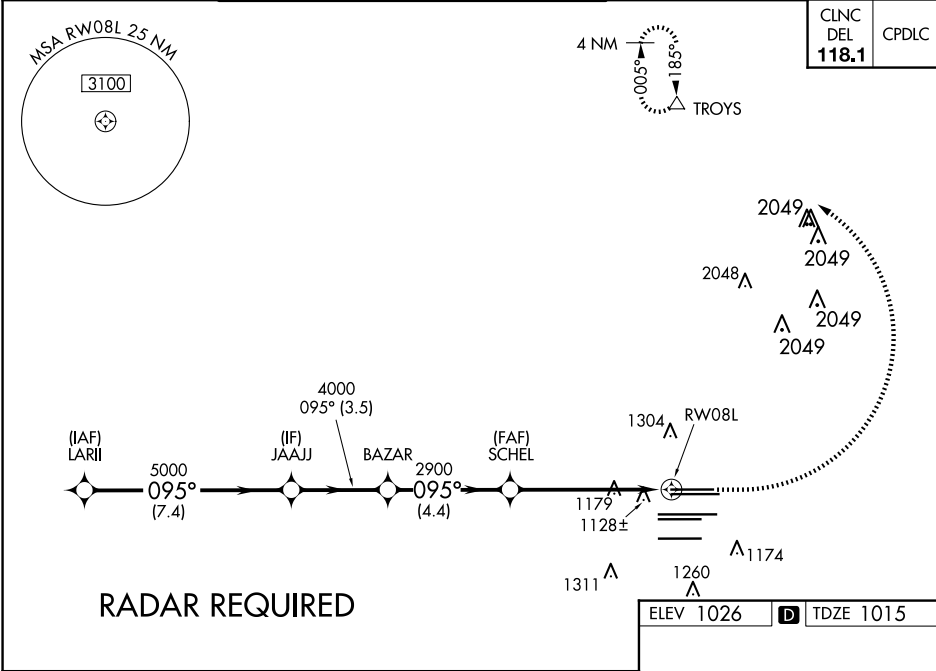 MSA RW08L 25 NM
3100
4 NM
005°
185°
TROYS
CLNC
DEL
118.1
CPDLC
2049
2049
2048
2049
2049
4000
095° (3.5)
1304
RW08L
(IAF)
LARII
5000
095°
(7.4)
(IF)
JAAJJ
BAZAR
2900
095°
(4.4)
(FAF)
SCHEL
1179
1128±
1174
1311
1260
RADAR REQUIRED
ELEV 1026
D
TDZE 1015